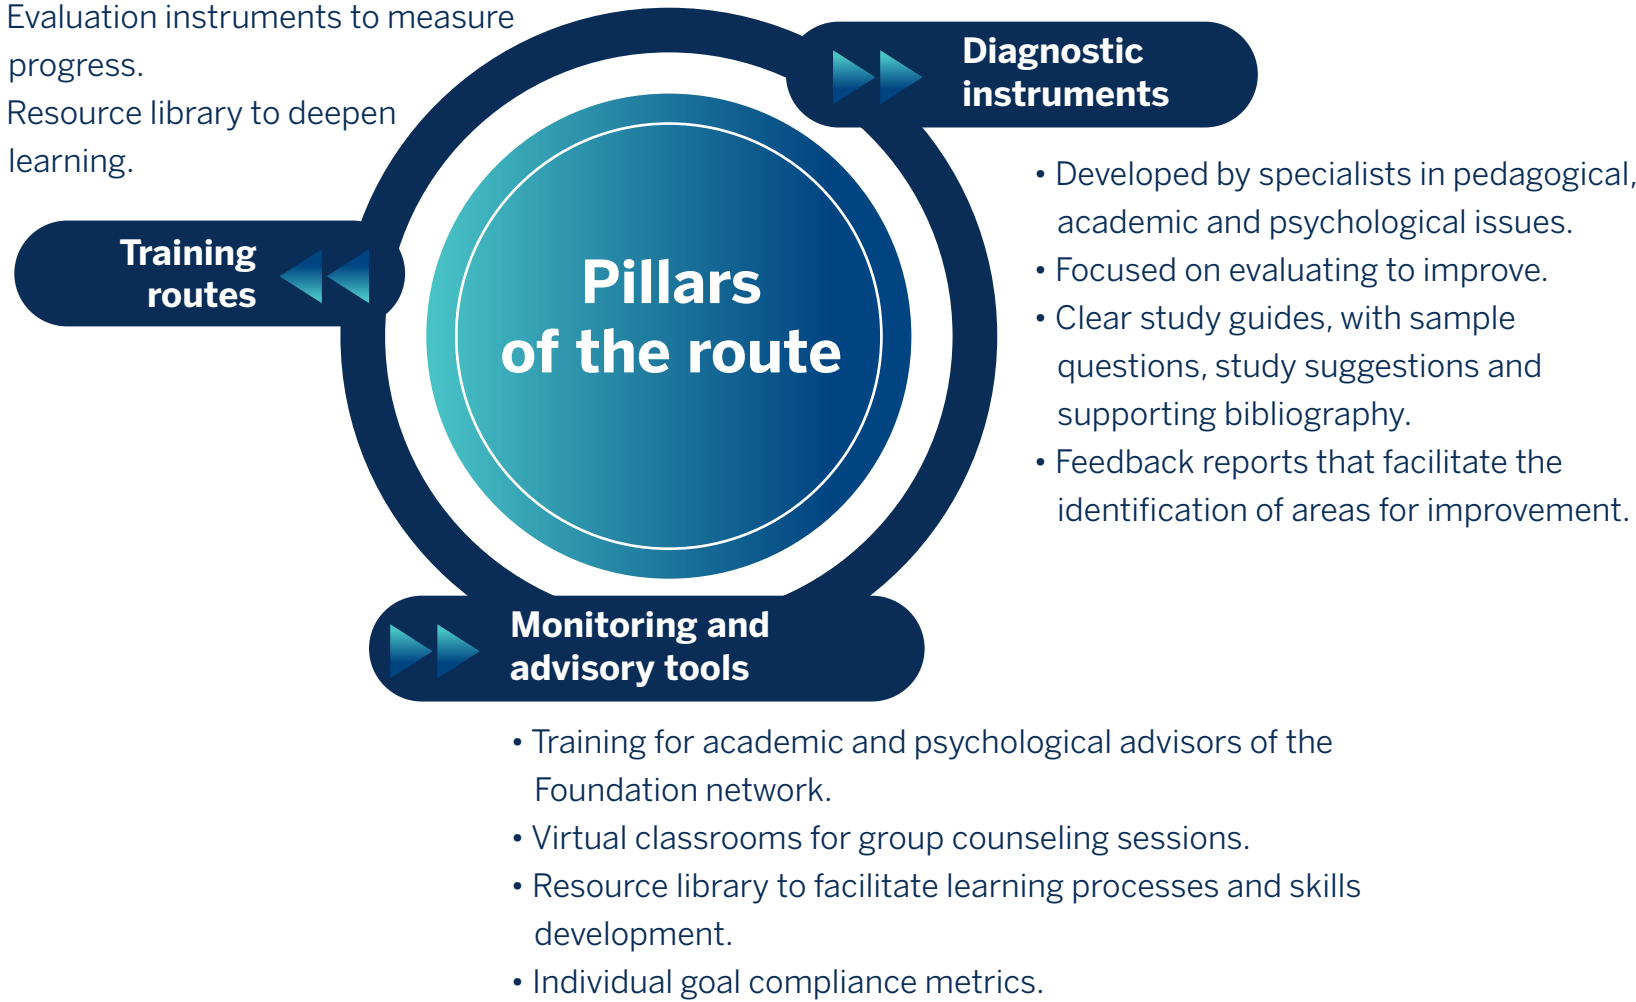 Evaluation instruments to measure
progress.
Resource library to deepen
learning.
Training
routes
Pillars
of the route
Diagnostic
instruments
• Developed by specialists in pedagogical,
academic and psychological issues.
• Focused on evaluating to improve.
• Clear study guides, with sample
questions, study suggestions and
supporting bibliography.
• Feedback reports that facilitate the
identification of areas for improvement.
Monitoring and
advisory tools
• Training for academic and psychological advisors of the
Foundation network.
• Virtual classrooms for group counseling sessions.
• Resource library to facilitate learning processes and skills
development.
• Individual goal compliance metrics.